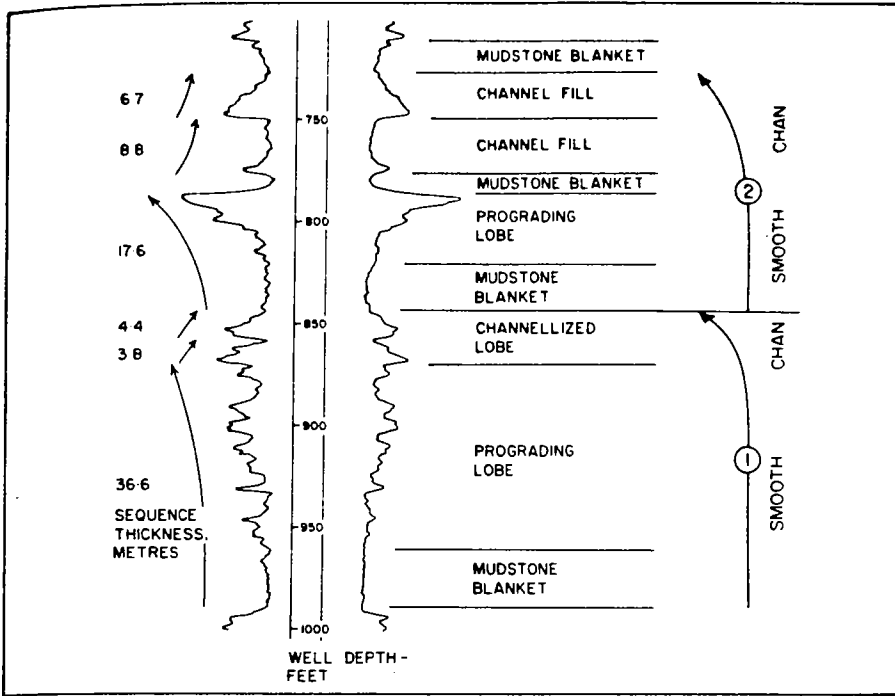 MUDSTONE BLANKET
CHANNEL FILL
CHANNEL FILL
MUDSTONE BLANKET
PROGRADING
LOBE
MUDSTONE
BLANKET
CHANNELLIZED
LOBE
PROGRADING
LOBE
MUDSTONE
BLANKET
6·7
8·8
17·6
4·4
3·8
36·6
SEQUENCE
THICKNESS,
METRES
750
800
850
900
950
1000
WELL DEPTH -
FEET
CHAN
2
SMOOTH
CHAN
1
SMOOTH